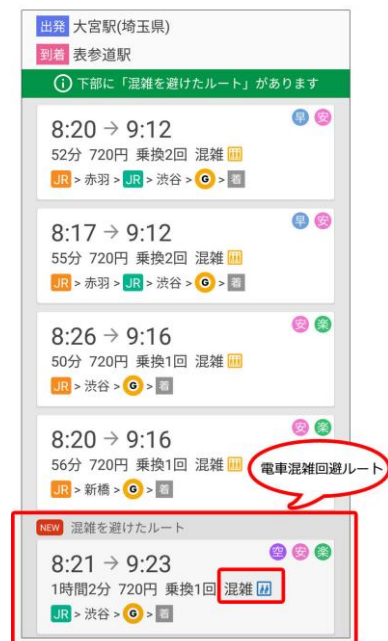 出発 大宮駅(埼玉県)
到着 表参道駅
下部に「混雑を避けたルート」があります
8:20 → 9:12
早 安
52分 720円 乗換2回 混雑
JR > 赤羽 > JR > 渋谷 > G > 着
8:17 → 9:12
早 安
55分 720円 乗換2回 混雑
JR > 赤羽 > JR > 渋谷 > G > 着
8:26 → 9:16
安 楽
50分 720円 乗換1回 混雑
JR > 渋谷 > G > 着
8:20 → 9:16
安 楽
56分 720円 乗換1回 混雑
JR > 新橋 > G > 着
電車混雑回避ルート
NEW 混雑を避けたルート
8:21 → 9:23
空 安 楽
1時間2分 720円 乗換1回 混雑
JR > 渋谷 > G > 着